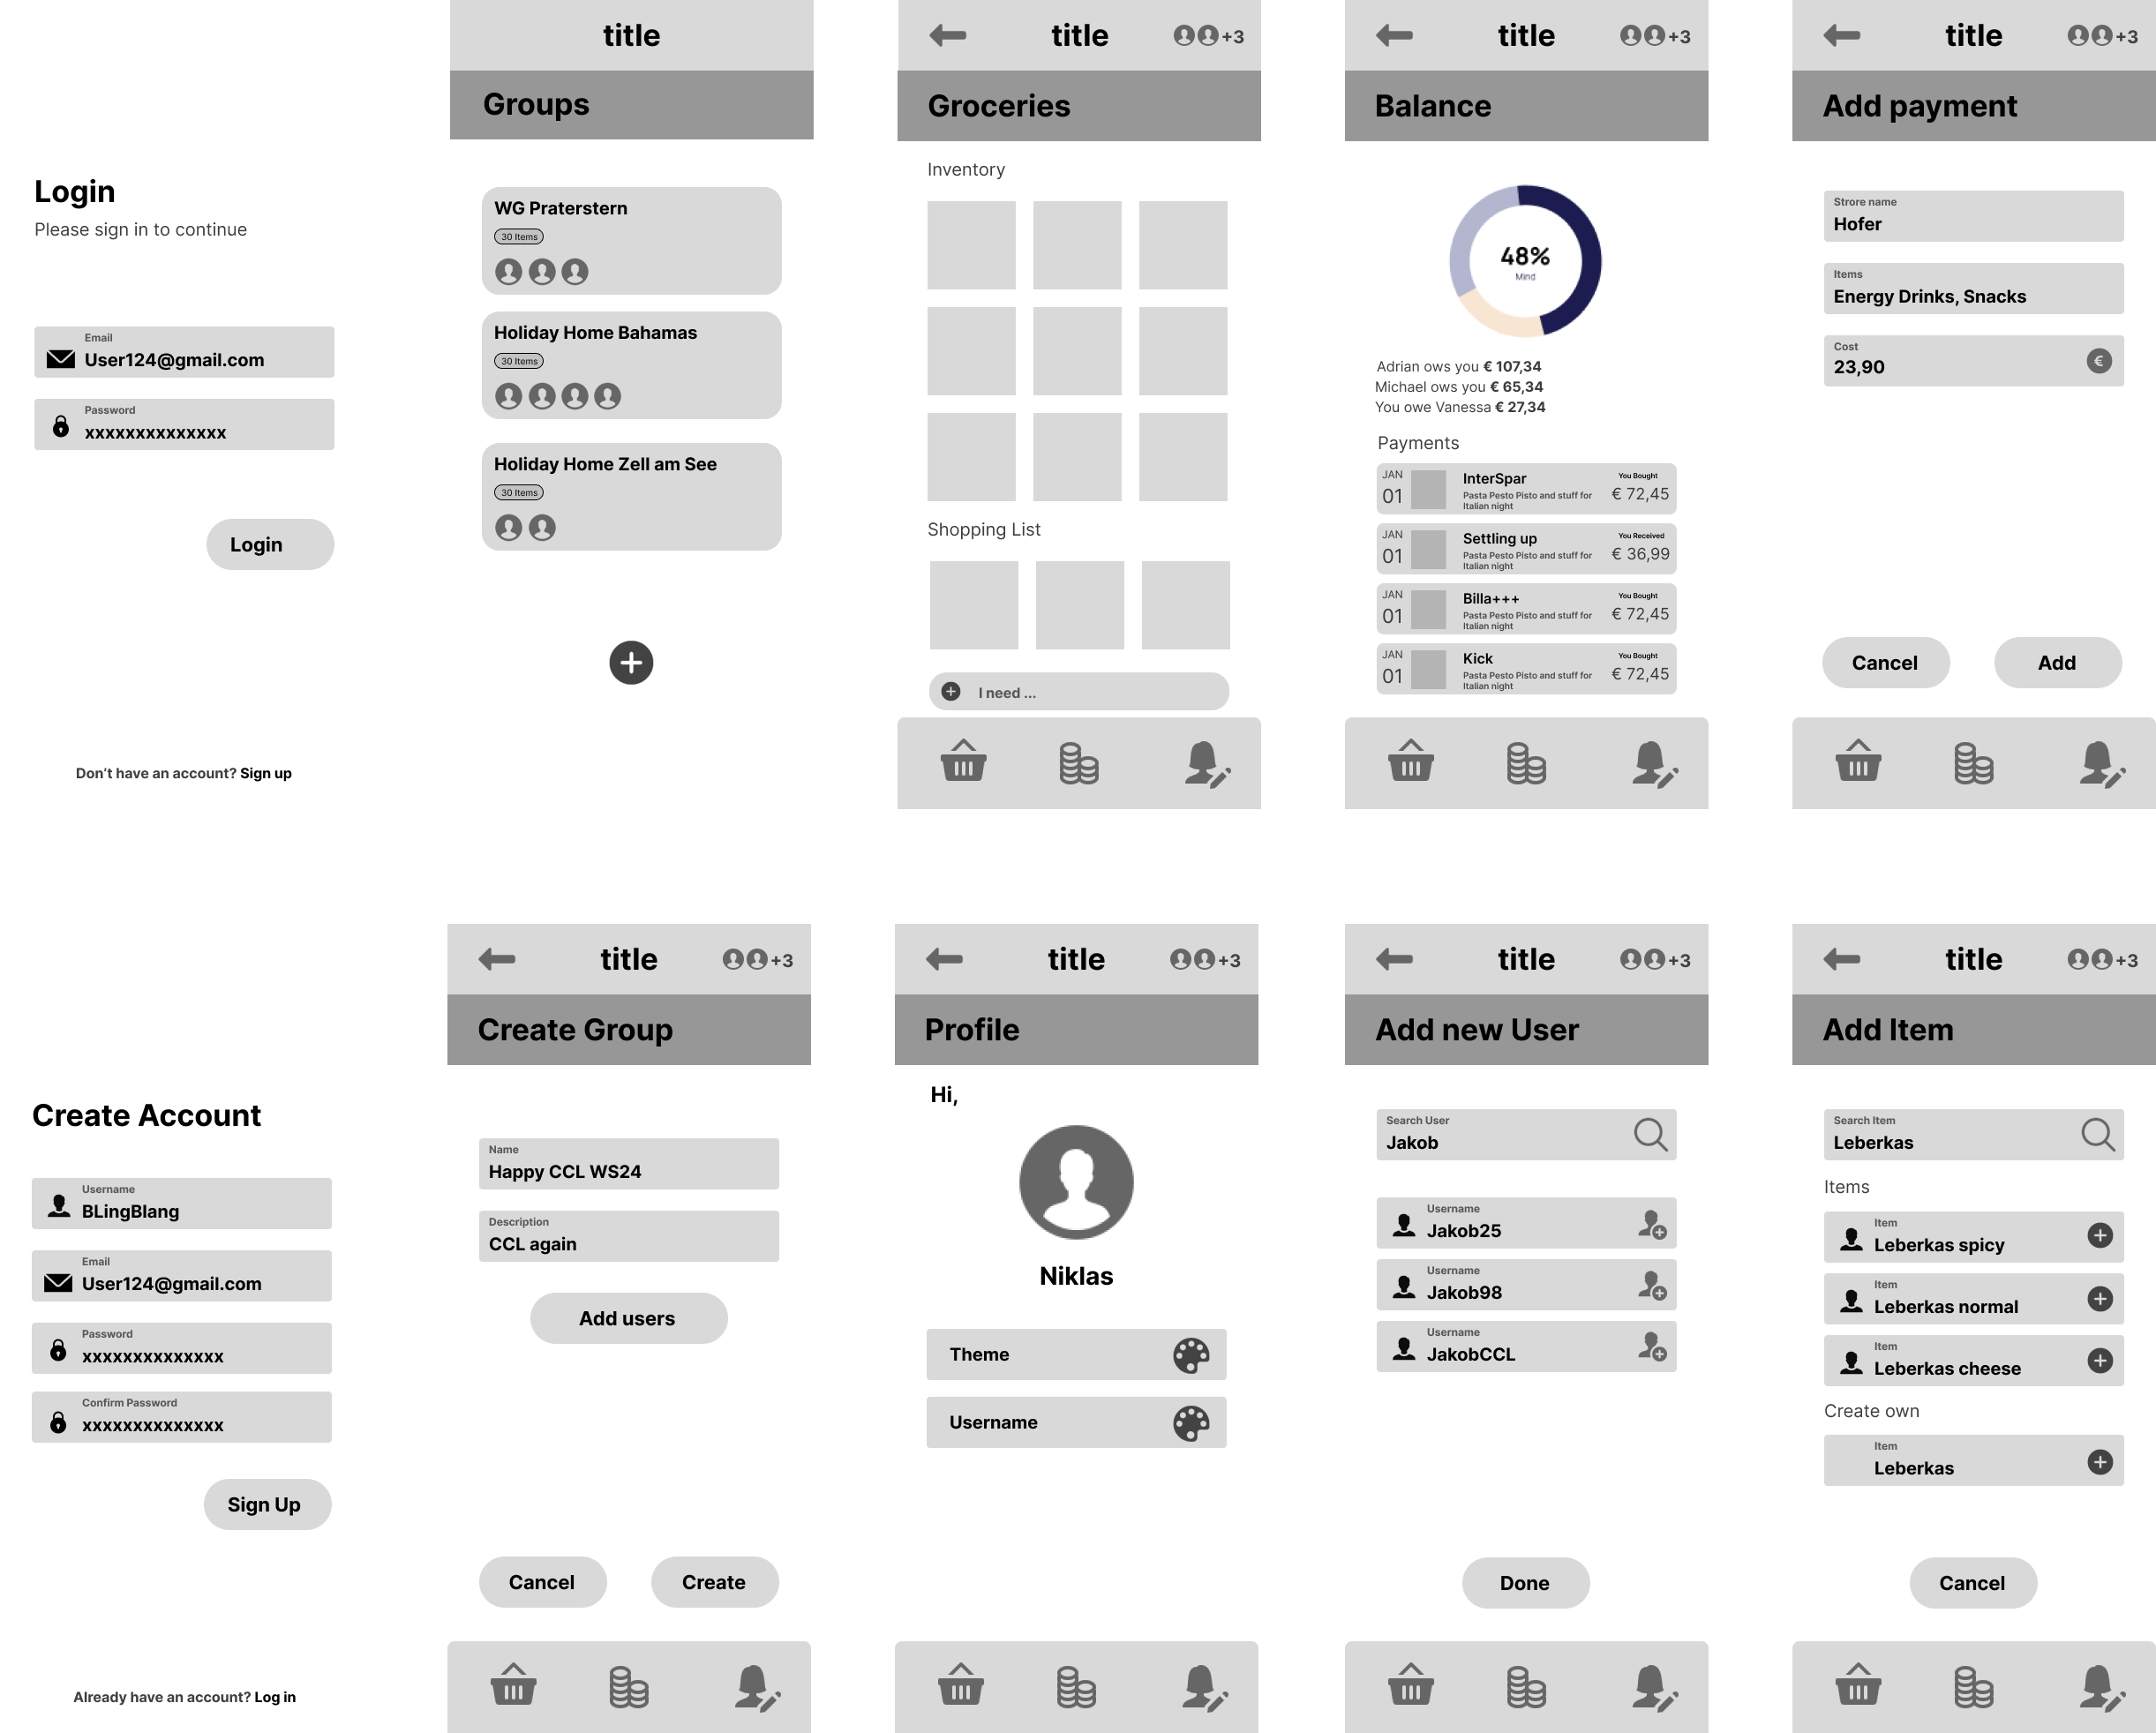 Login
Please sign in to continue
Email
User124@gmail.com
Password
xxxxxxxxxxxxxx
Login
Don't have an account? Sign up
title
Groups
WG Praterstern
30 Items
Holiday Home Bahamas
30 Items
Holiday Home Zell am See
30 Items
title
+3
Groceries
Inventory
Shopping List
I need ...
title
+3
Balance
48%
Mind
Adrian ows you € 107,34
Michael ows you € 65,34
You owe Vanessa € 27,34
Payments
JAN
01
InterSpar
Pasta Pesto Pisto and stuff for
Italian night
You Bought
€ 72,45
JAN
01
Settling up
Pasta Pesto Pisto and stuff for
Italian night
You Received
€ 36,99
JAN
01
Billa+++
Pasta Pesto Pisto and stuff for
Italian night
You Bought
€ 72,45
JAN
01
Kick
Pasta Pesto Pisto and stuff for
Italian night
You Bought
€ 72,45
title
+3
Add payment
Strore name
Hofer
Items
Energy Drinks, Snacks
Cost
23,90
€
Cancel
Add
Create Account
Username
BLingBlang
Email
User124@gmail.com
Password
xxxxxxxxxxxxxx
Confirm Password
xxxxxxxxxxxxxx
Sign Up
Already have an account? Log in
title
+3
Create Group
Name
Happy CCL WS24
Description
CCL again
Add users
Cancel
Create
title
+3
Profile
Hi,
Niklas
Theme
Username
title
+3
Add new User
Search User
Jakob
Username
Jakob25
Username
Jakob98
Username
JakobCCL
Done
title
+3
Add Item
Search Item
Leberkas
Items
Item
Leberkas spicy
Item
Leberkas normal
Item
Leberkas cheese
Create own
Item
Leberkas
Cancel